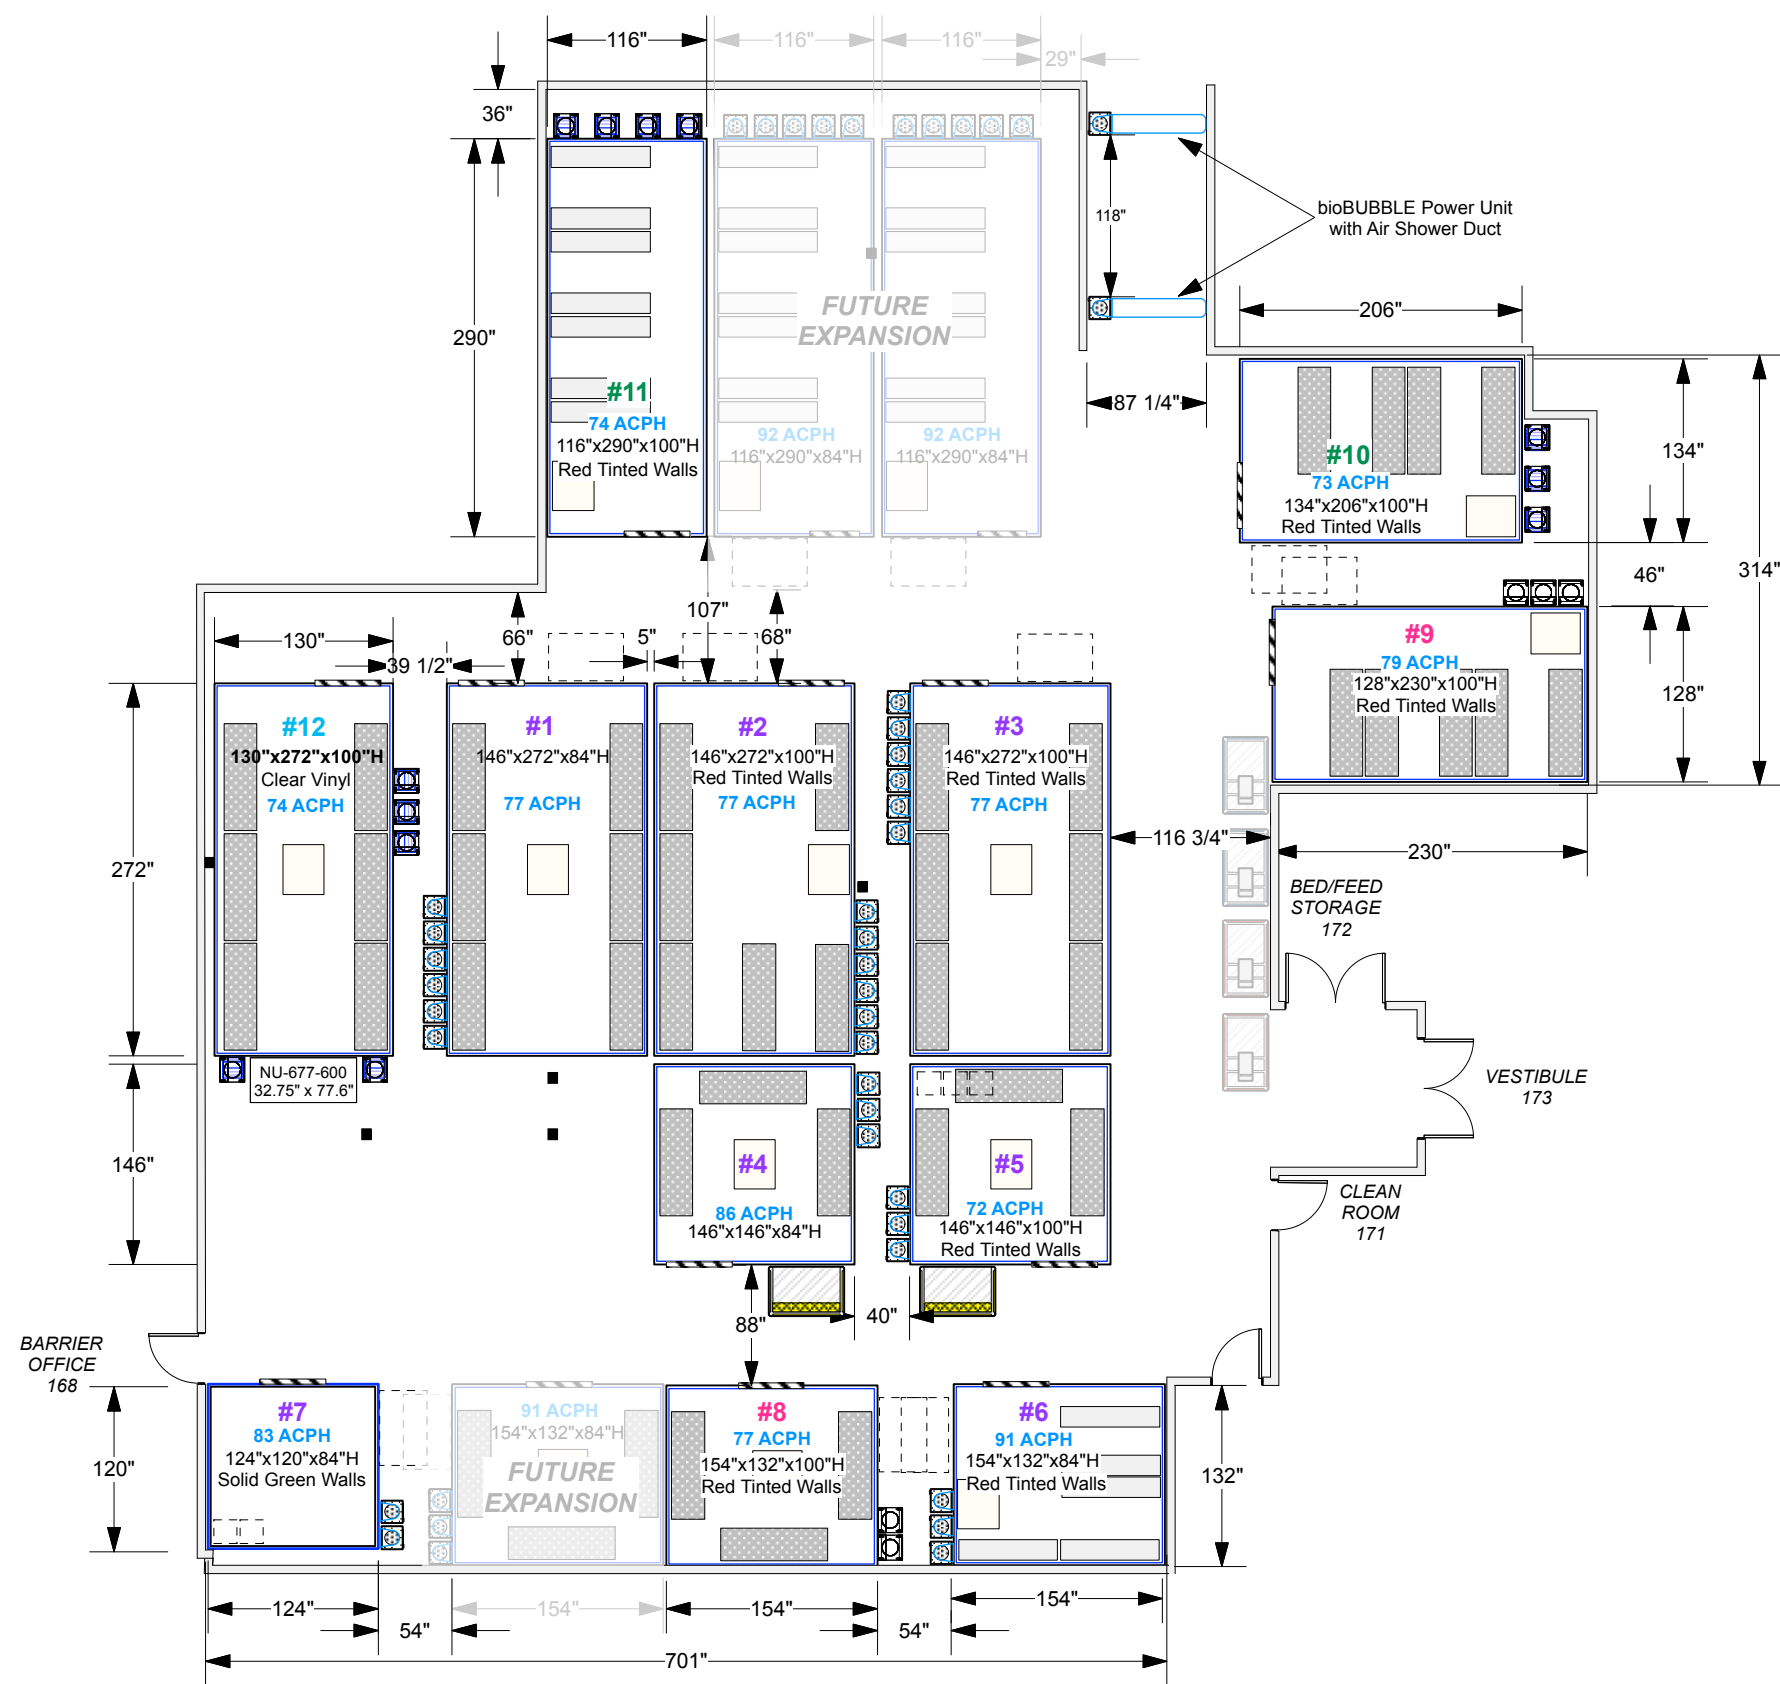 116"
116"
116"
29"
36"
118"
bioBUBBLE Power Unit
with Air Shower Duct
290"
FUTURE
EXPANSION
206"
#11
74 ACPH
116"x290"x100"H
Red Tinted Walls
92 ACPH
116"x290"x84"H
92 ACPH
116"x290"x84"H
87 1/4"
#10
73 ACPH
134"x206"x100"H
Red Tinted Walls
134"
46"
314"
107"
66"
5"
68"
130"
39 1/2"
#9
79 ACPH
128"x230"x100"H
Red Tinted Walls
128"
#12
130"x272"x100"H
Clear Vinyl
74 ACPH
#1
146"x272"x84"H
77 ACPH
#2
146"x272"x100"H
Red Tinted Walls
77 ACPH
#3
146"x272"x100"H
Red Tinted Walls
77 ACPH
116 3/4"
230"
272"
BED/FEED
STORAGE
172
NU-677-600
32.75" x 77.6"
VESTIBULE
173
146"
#4
86 ACPH
146"x146"x84"H
#5
72 ACPH
146"x146"x100"H
Red Tinted Walls
CLEAN
ROOM
171
88"
40"
BARRIER
OFFICE
168
120"
#7
83 ACPH
124"x120"x84"H
Solid Green Walls
91 ACPH
154"x132"x84"H
FUTURE
EXPANSION
#8
77 ACPH
154"x132"x100"H
Red Tinted Walls
#6
91 ACPH
154"x132"x84"H
Red Tinted Walls
132"
124"
54"
154"
154"
54"
154"
701"